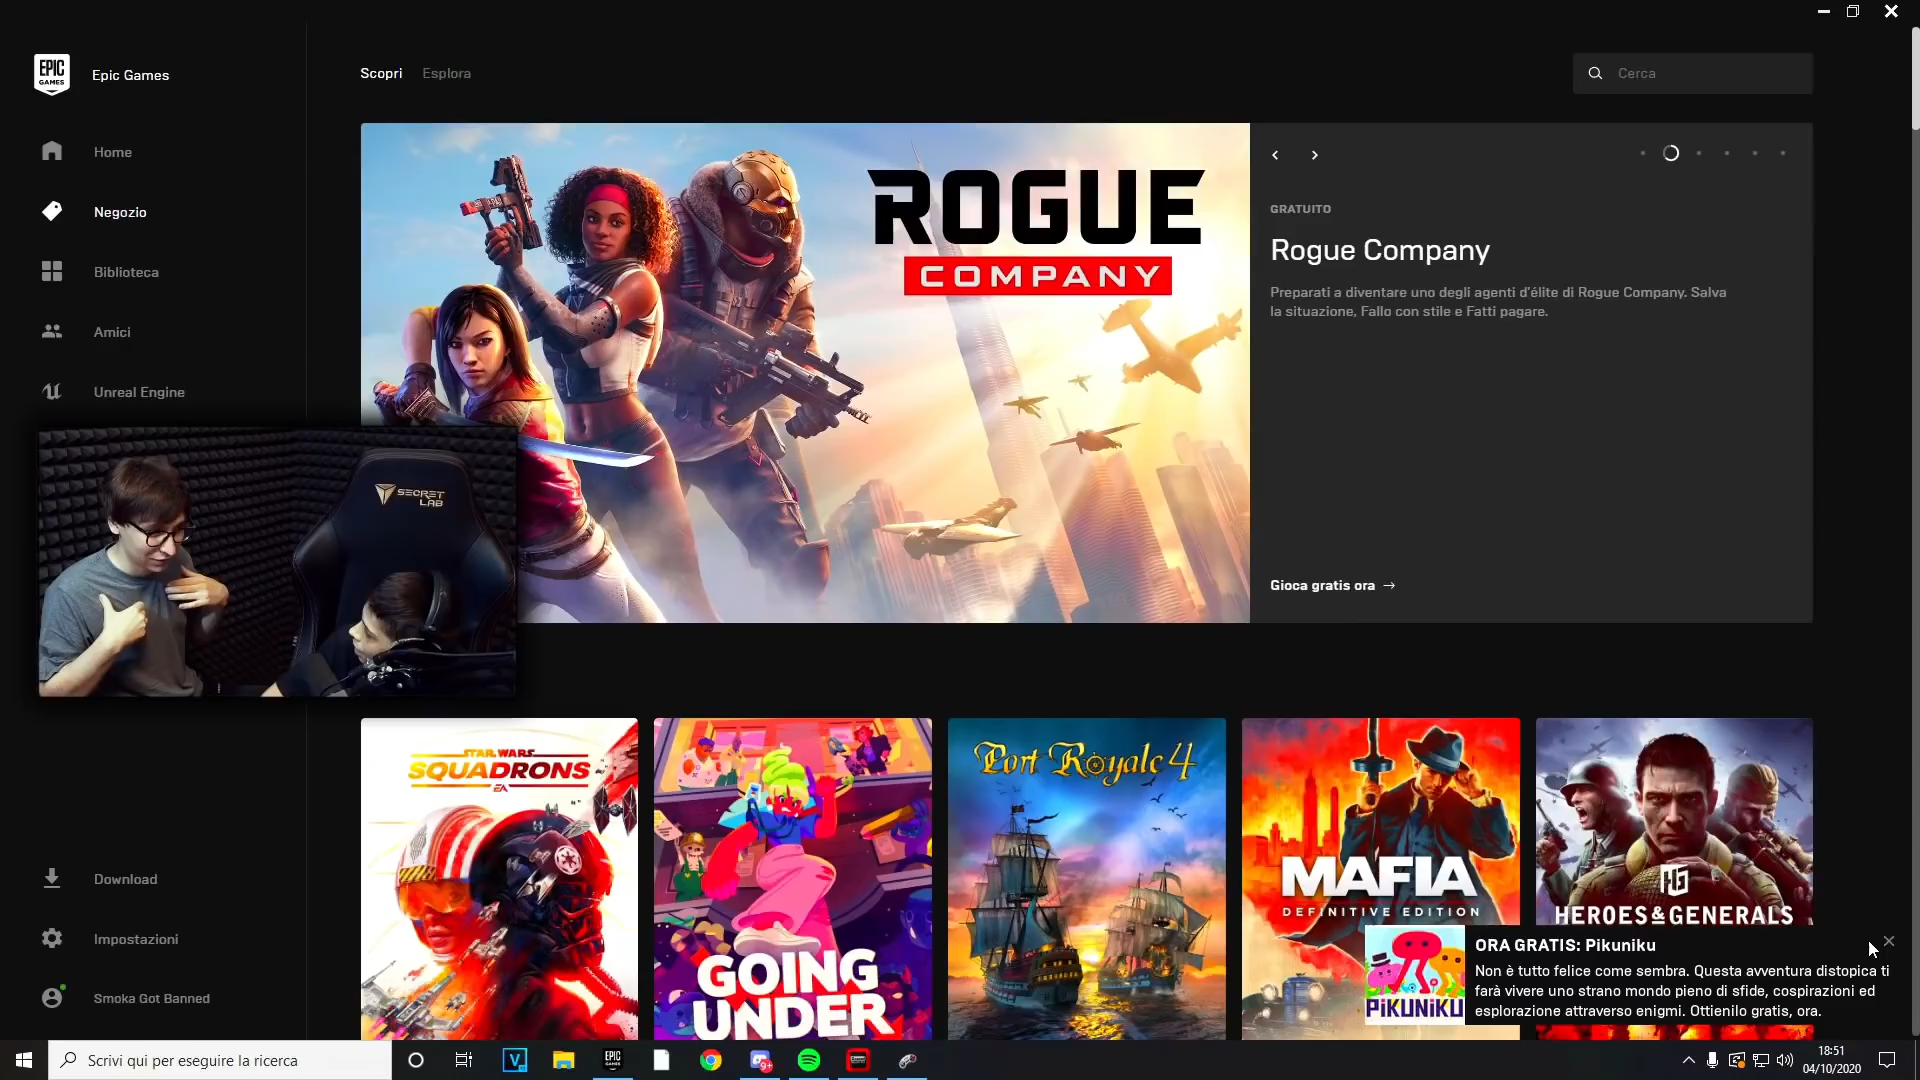 EPIC GAMES
Epic Games
Scopri
Esplora
Cerca
Home
Negozio
Biblioteca
Amici
Unreal Engine
ROGUE
COMPANY
GRATUITO
Rogue Company
Preparati a diventare uno degli agenti d'élite di Rogue Company. Salva
la situazione, Fallo con stile e Fatti pagare.
Gioca gratis ora →
SECRET
LAB
STAR WARS
SQUADRONS
EA
GOING
UNDER
Port Royale 4
MAFIA
DEFINITIVE EDITION
HEROES & GENERALS
Download
Impostazioni
Smoka Got Banned
PIKUNIKU
ORA GRATIS: Pikuniku
Non è tutto felice come sembra. Questa avventura distopica ti
farà vivere uno strano mondo pieno di sfide, cospirazioni ed
esplorazione attraverso enigmi. Ottienilo gratis, ora.
Scrivi qui per eseguire la ricerca
V
EPIC GAMES
9+
18:51
04/10/2020